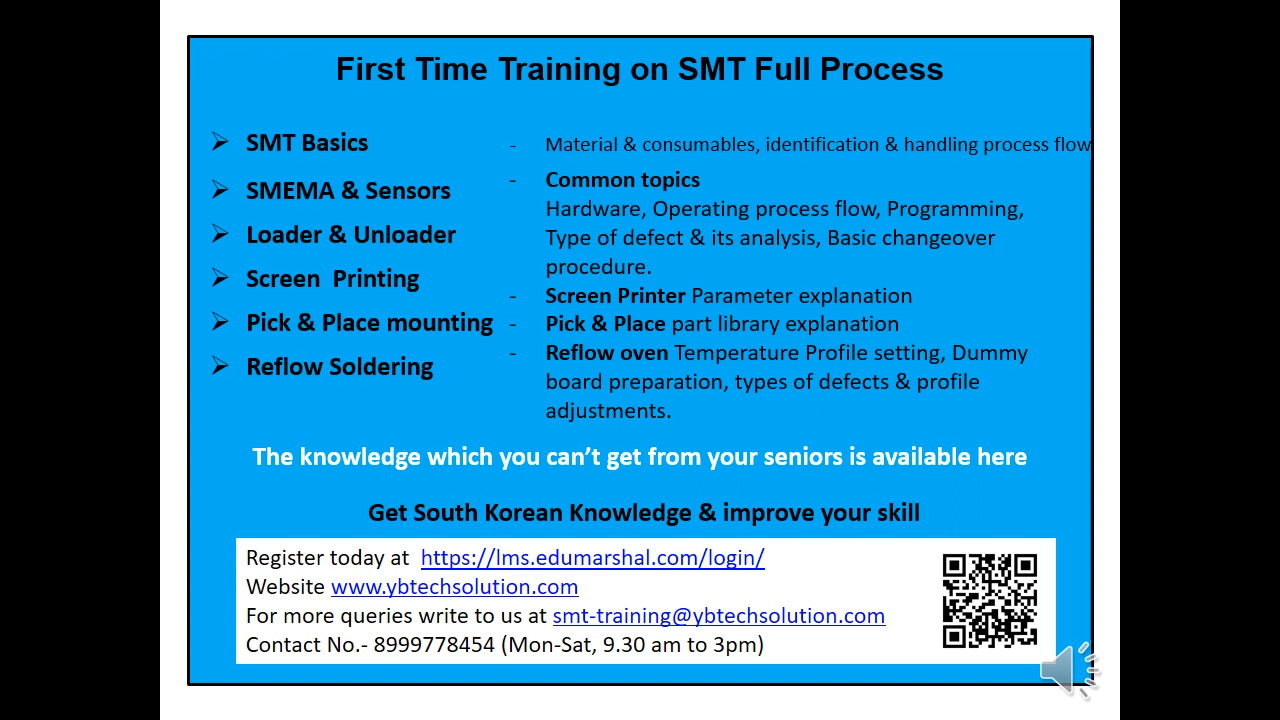 First Time Training on SMT Full Process
➢ SMT Basics
➢ SMEMA & Sensors
➢ Loader & Unloader
➢ Screen Printing
➢ Pick & Place mounting
➢ Reflow Soldering
- Material & consumables, identification & handling process flow
- Common topics
Hardware, Operating process flow, Programming,
Type of defect & its analysis, Basic changeover
procedure.
- Screen Printer Parameter explanation
- Pick & Place part library explanation
- Reflow oven Temperature Profile setting, Dummy
board preparation, types of defects & profile
adjustments.
The knowledge which you can’t get from your seniors is available here
Get South Korean Knowledge & improve your skill
Register today at https://lms.edumarshal.com/login/
Website www.ybtechsolution.com
For more queries write to us at smt-training@ybtechsolution.com
Contact No.- 8999778454 (Mon-Sat, 9.30 am to 3pm)